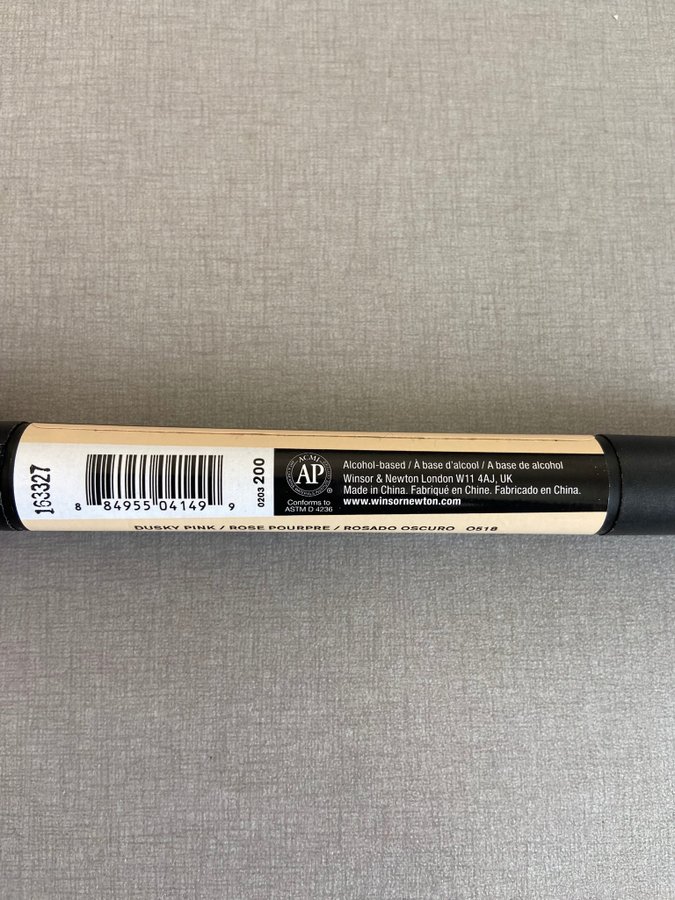 163327
8 84955 04149 9
0203 200
ACMI
AP
®
Conforms to
ASTM D 4236
Alcohol-based / À base d'alcool / A base de alcohol
Winsor & Newton London W11 4AJ, UK
Made in China. Fabriqué en Chine. Fabricado en China.
www.winsornewton.com
DUSKY PINK / ROSE POURPRE / ROSADO OSCURO O518